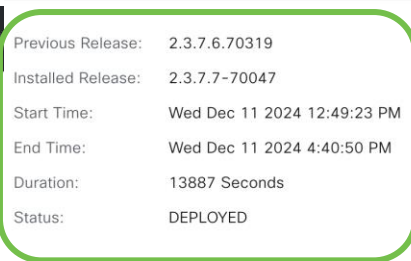 Previous Release: 2.3.7.6.70319
Installed Release: 2.3.7.7-70047
Start Time: Wed Dec 11 2024 12:49:23 PM
End Time: Wed Dec 11 2024 4:40:50 PM
Duration: 13887 Seconds
Status: DEPLOYED